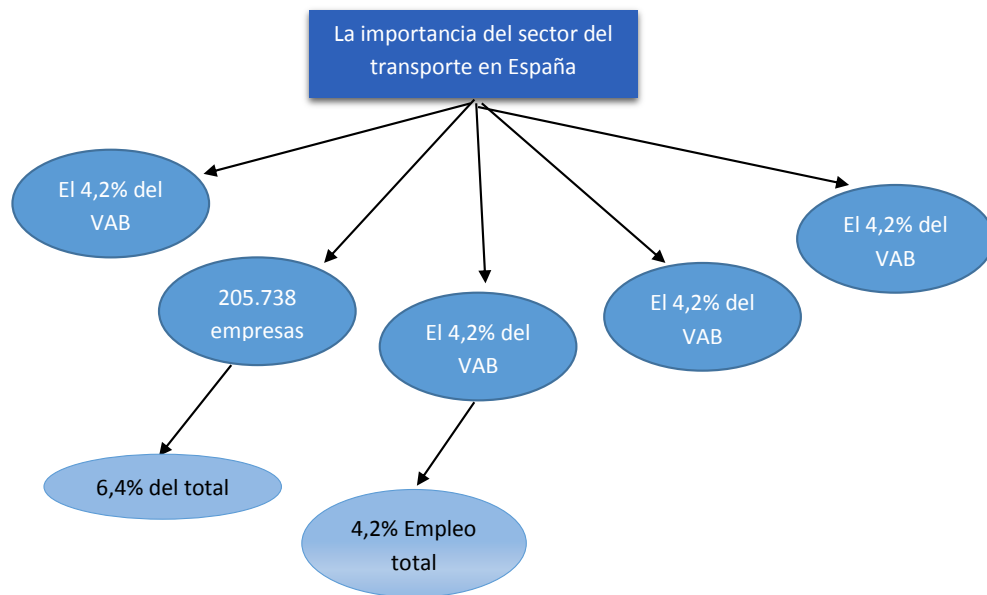 La importancia del sector del
transporte en España
El 4,2% del
VAB
205.738
empresas
El 4,2% del
VAB
El 4,2% del
VAB
El 4,2% del
VAB
6,4% del total
4,2% Empleo
total